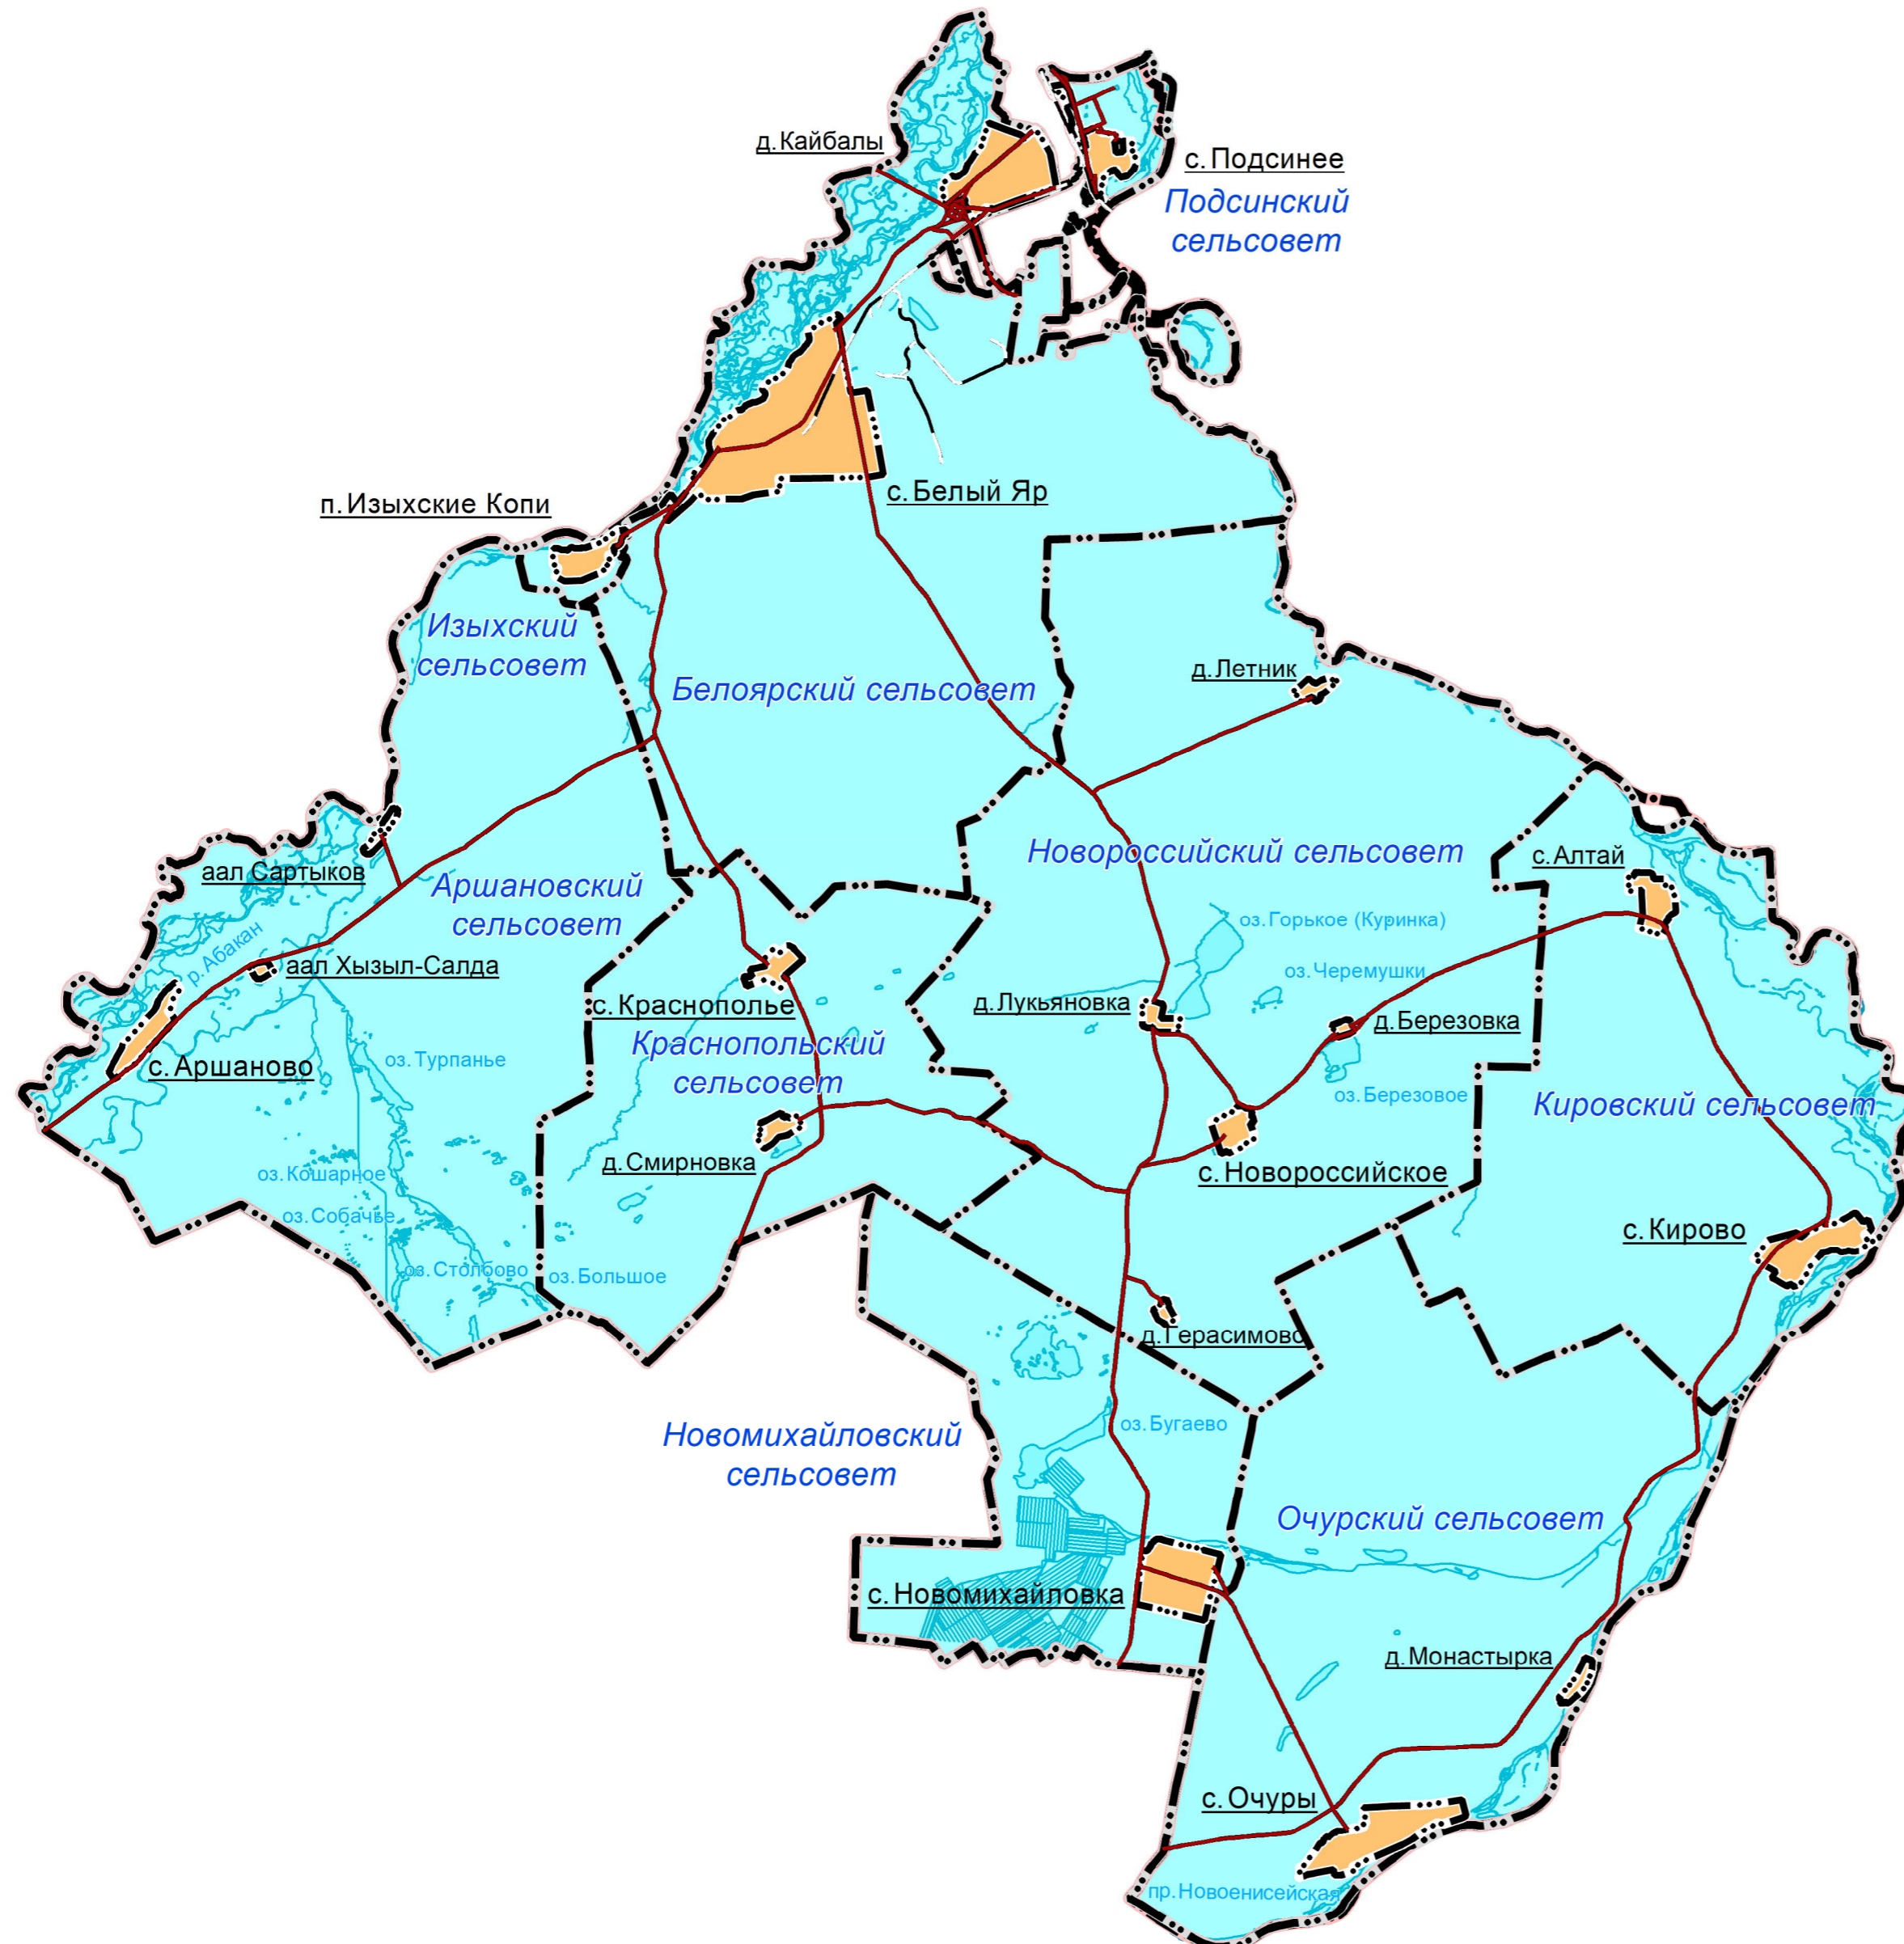 д.Кайбалы
с.Подсинее
Подсинский
сельсовет
с.Белый Яр
п.Изыхские Копи
Изыхский
сельсовет
Белоярский сельсовет
д.Летник
Новороссийский сельсовет
с.Алтай
аал Сартыков
Аршановский
сельсовет
оз.Горькое (Куринка)
р.Абакан
аал Хызыл-Салда
оз.Черемушки
с.Краснополье
д.Лукьяновка
д.Березовка
Краснопольский
сельсовет
оз.Турпанье
с.Аршаново
оз.Березовое
Кировский сельсовет
д.Смирновка
оз.Кошарное
с.Новороссийское
оз.Собачье
с.Кирово
оз.Столбово
оз.Большое
д.Герасимово
оз.Бугаево
Новомихайловский
сельсовет
Очурский сельсовет
с.Новомихайловка
д.Монастырка
с.Очуры
пр.Новоенисейская